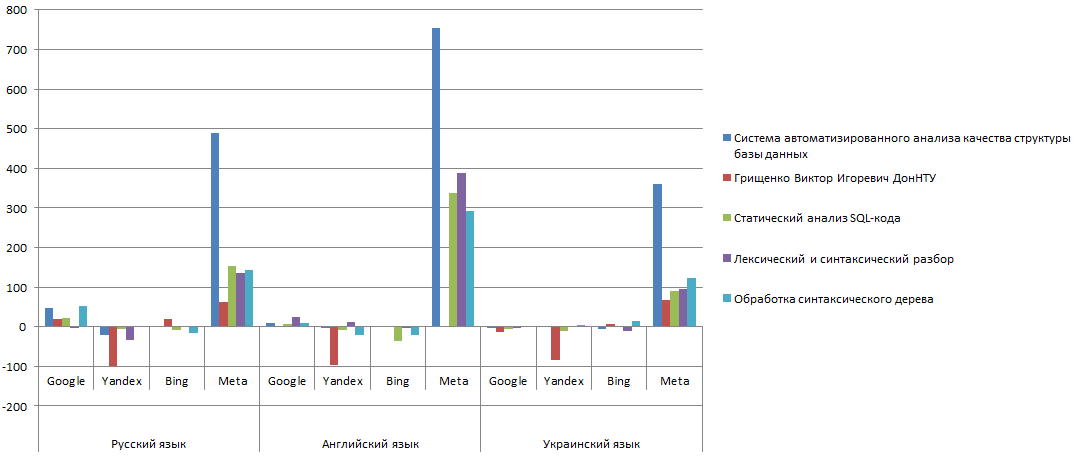 800
700
600
500
400
300
200
100
0
-100
-200
Google Yandex Bing Meta Google Yandex Bing Meta Google Yandex Bing Meta
Русский язык Английский язык Украинский язык
Система автоматизированного анализа качества структуры
базы данных
Грищенко Виктор Игоревич ДонНТУ
Статический анализ SQL-кода
Лексический и синтаксический разбор
Обработка синтаксического дерева